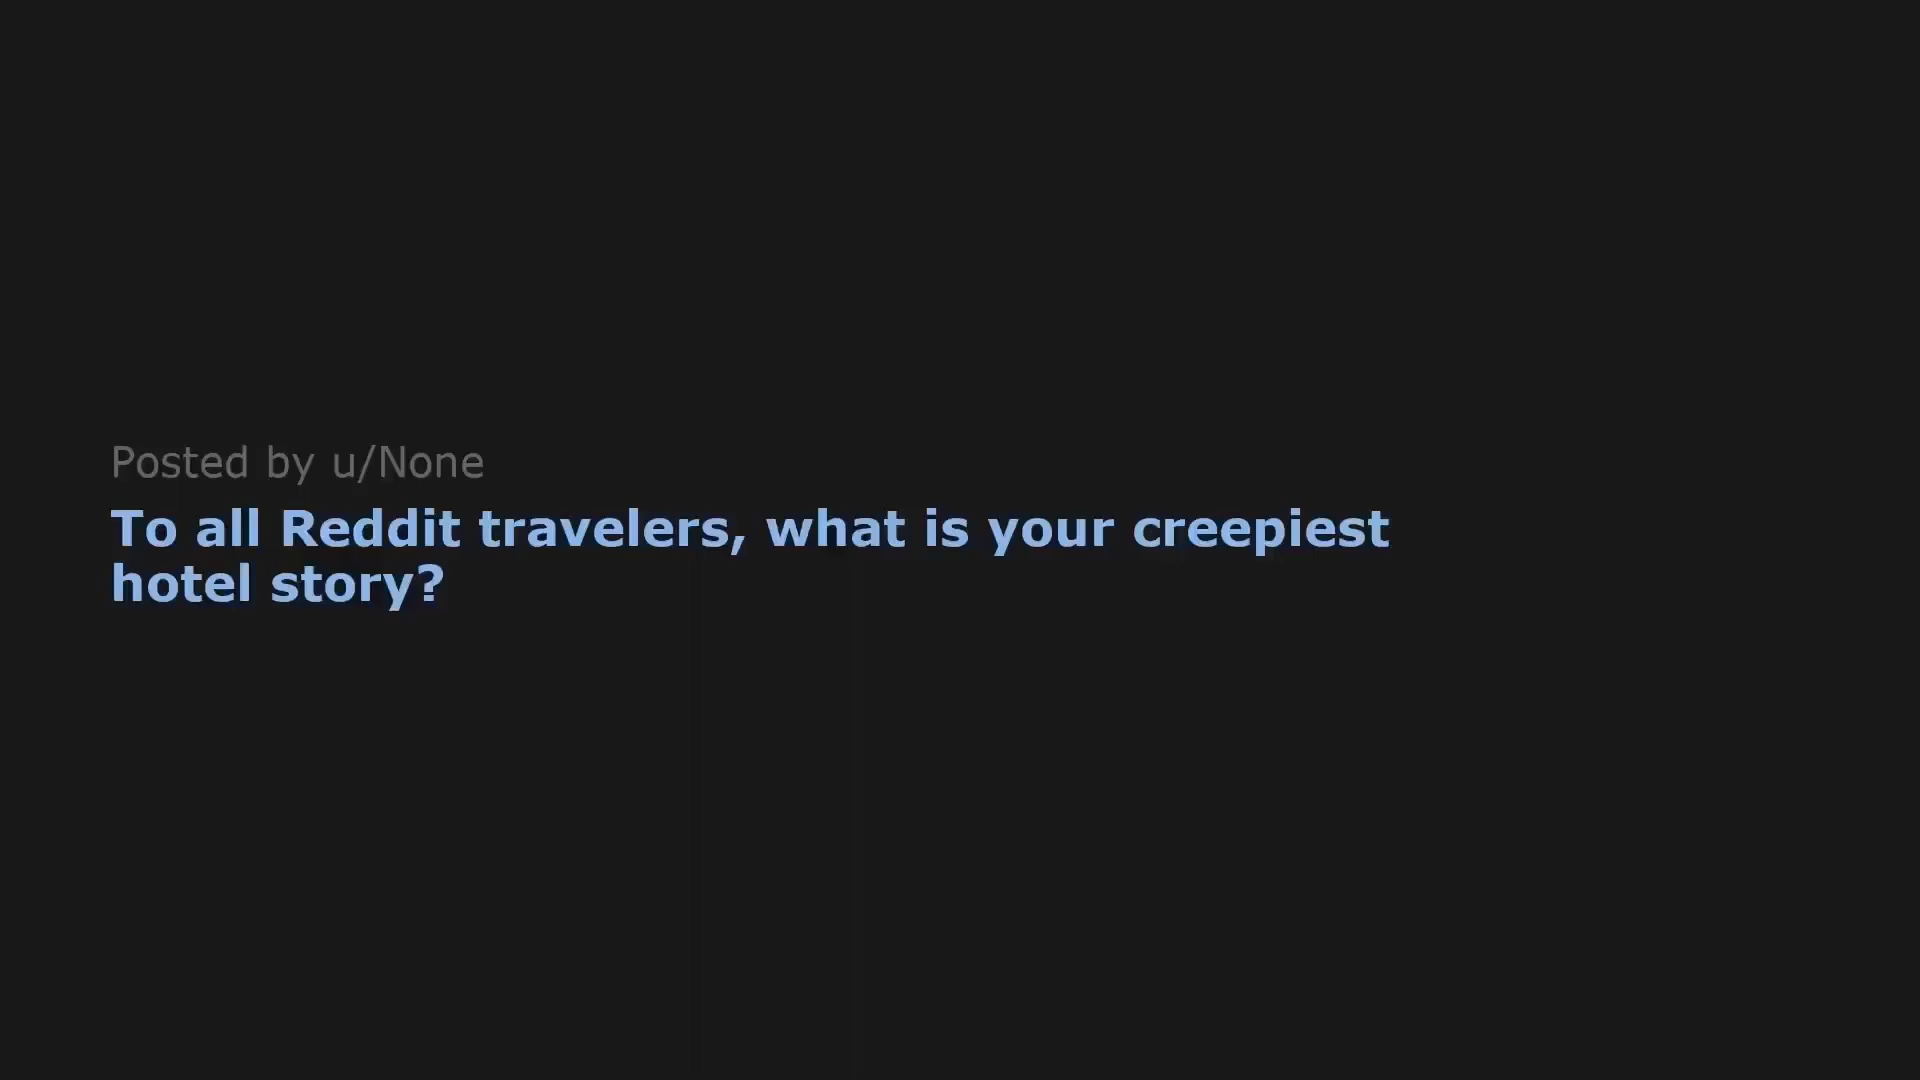 Posted by u/None
To all Reddit travelers, what is your creepiest
hotel story?